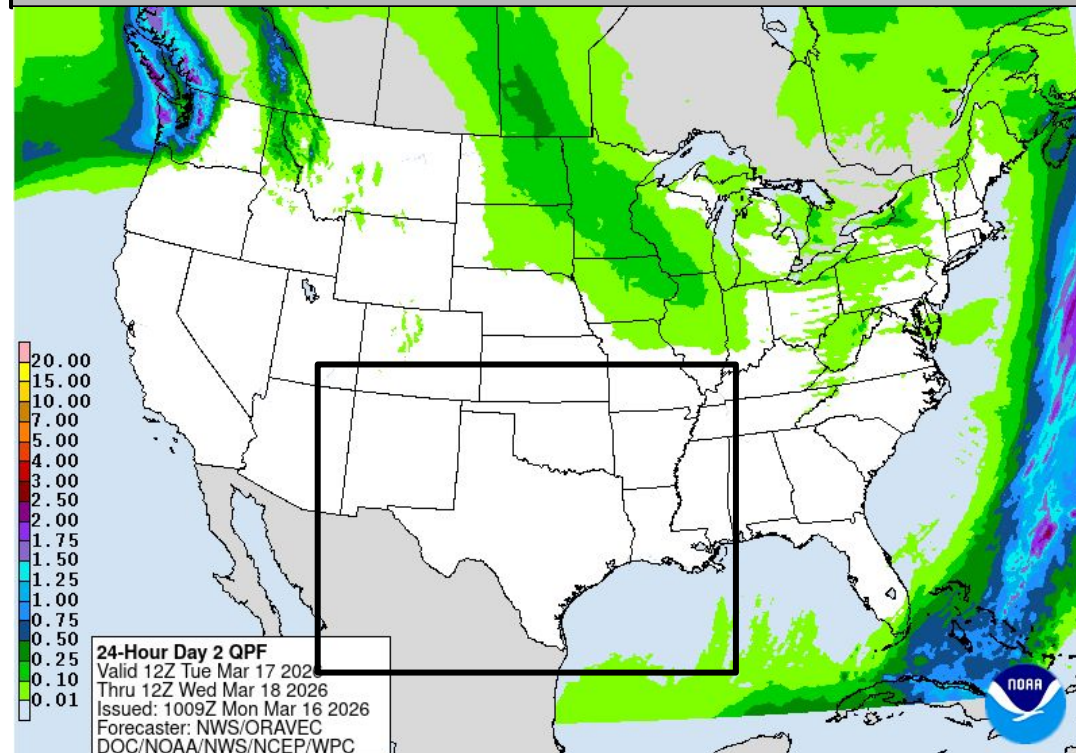 20.00
15.00
10.00
7.00
5.00
4.00
3.00
2.50
2.00
1.75
1.50
1.25
1.00
0.75
0.50
0.25
0.10
0.01
24-Hour Day 2 QPF
Valid 12Z Tue Mar 17 2026
Thru 12Z Wed Mar 18 2026
Issued: 1009Z Mon Mar 16 2026
Forecaster: NWS/ORAVEC
DOC/NOAA/NWS/NCEP/WPC
NOAA